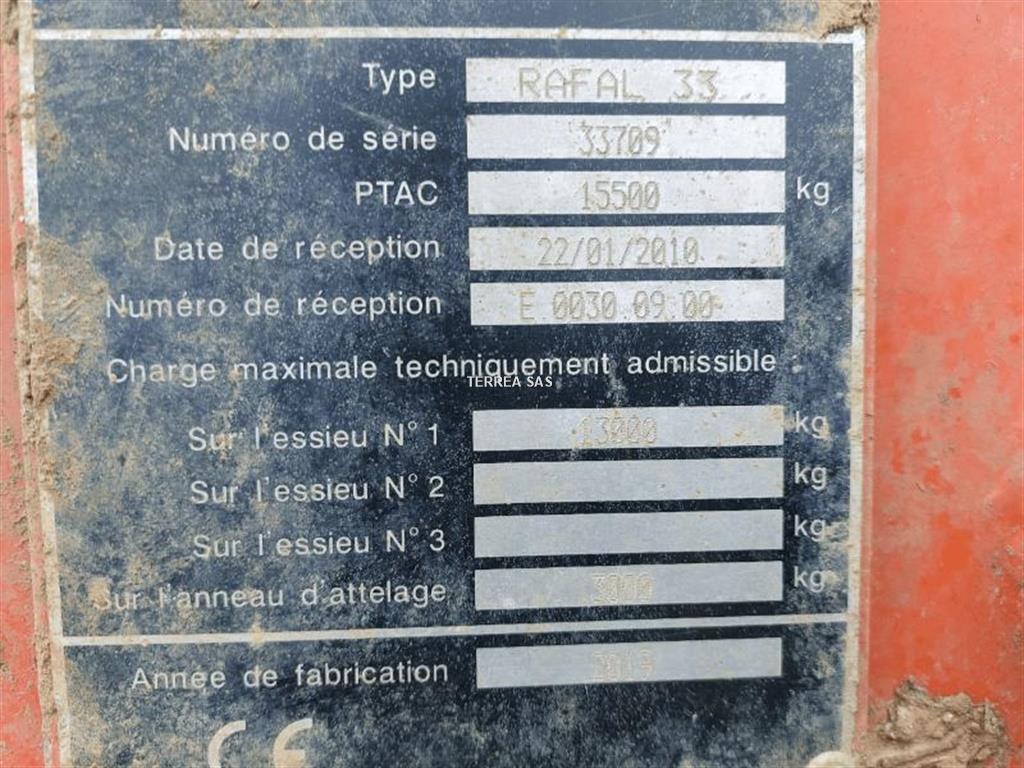 Type RAFAL 33
Numéro de série 33709
PTAC 15500 kg
Date de réception 22/01/2010
Numéro de réception E 0030 09 00
Charge maximale techniquement admissible :
TERREA SAS
Sur l'essieu N° 1 13000 kg
Sur l'essieu N° 2 kg
Sur l'essieu N° 3 kg
Sur l'anneau d'attelage 3000 kg
Année de fabrication
CE